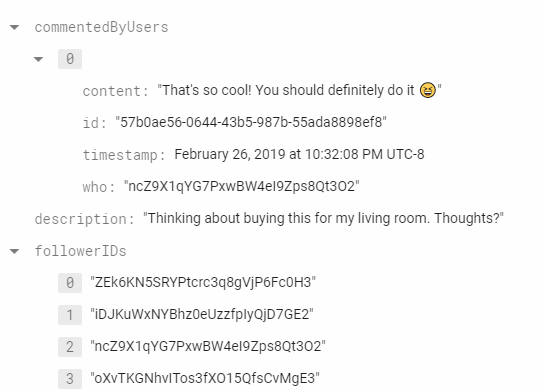 commentedByUsers
0
content: "That's so cool! You should definitely do it 😆"
id: "57b0ae56-0644-43b5-987b-55ada8898ef8"
timestamp: February 26, 2019 at 10:32:08 PM UTC-8
who: "ncZ9X1qYG7PxwBW4eI9Zps8Qt3O2"
description: "Thinking about buying this for my living room. Thoughts?"
followerIDs
0 "ZEk6KN5SRYPtcrc3q8gVjP6Fc0H3"
1 "iDJKuWxNYBhz0eUzzfpIyQjD7GE2"
2 "ncZ9X1qYG7PxwBW4eI9Zps8Qt3O2"
3 "oXvTKGNhvITos3fXO15QfsCvMgE3"